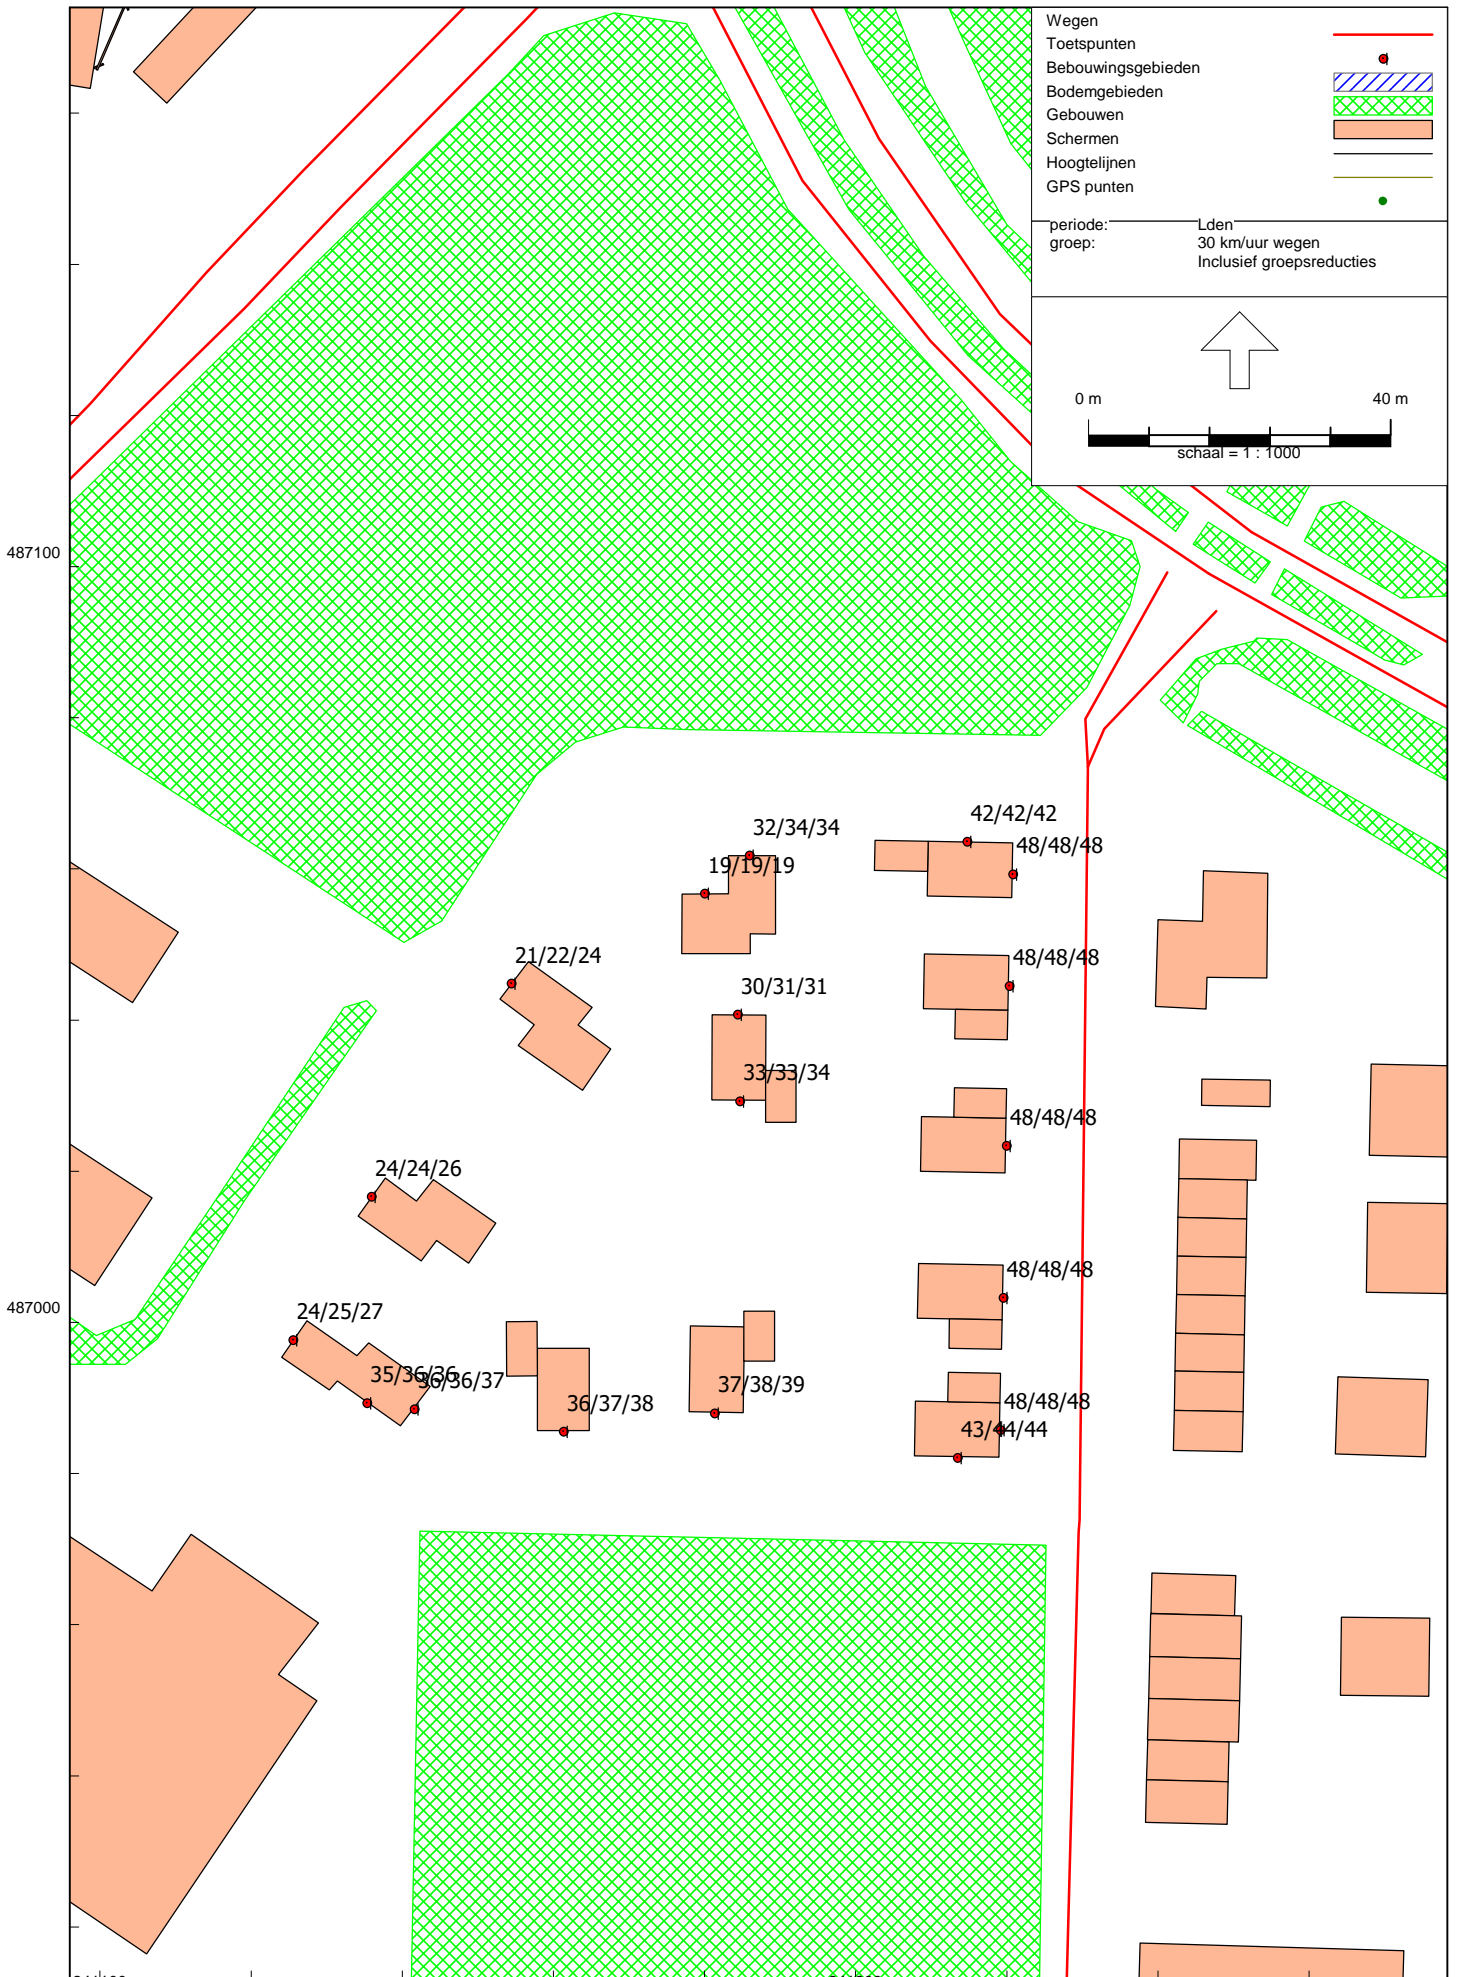 Wegen
Toetspunten
Bebouwingsgebieden
Bodemgebieden
Gebouwen
Schermen
Hoogtelijnen
GPS punten
periode: Lden
groep: 30 km/uur wegen
Inclusief groepsreducties
0 m 40 m
schaal = 1 : 1000
487100
42/42/42
32/34/34
48/48/48
19/19/19
21/22/24
48/48/48
30/31/31
33/33/34
48/48/48
24/24/26
48/48/48
487000
24/25/27
35/36/36
36/36/37
37/38/39
36/37/38
48/48/48
43/44/44